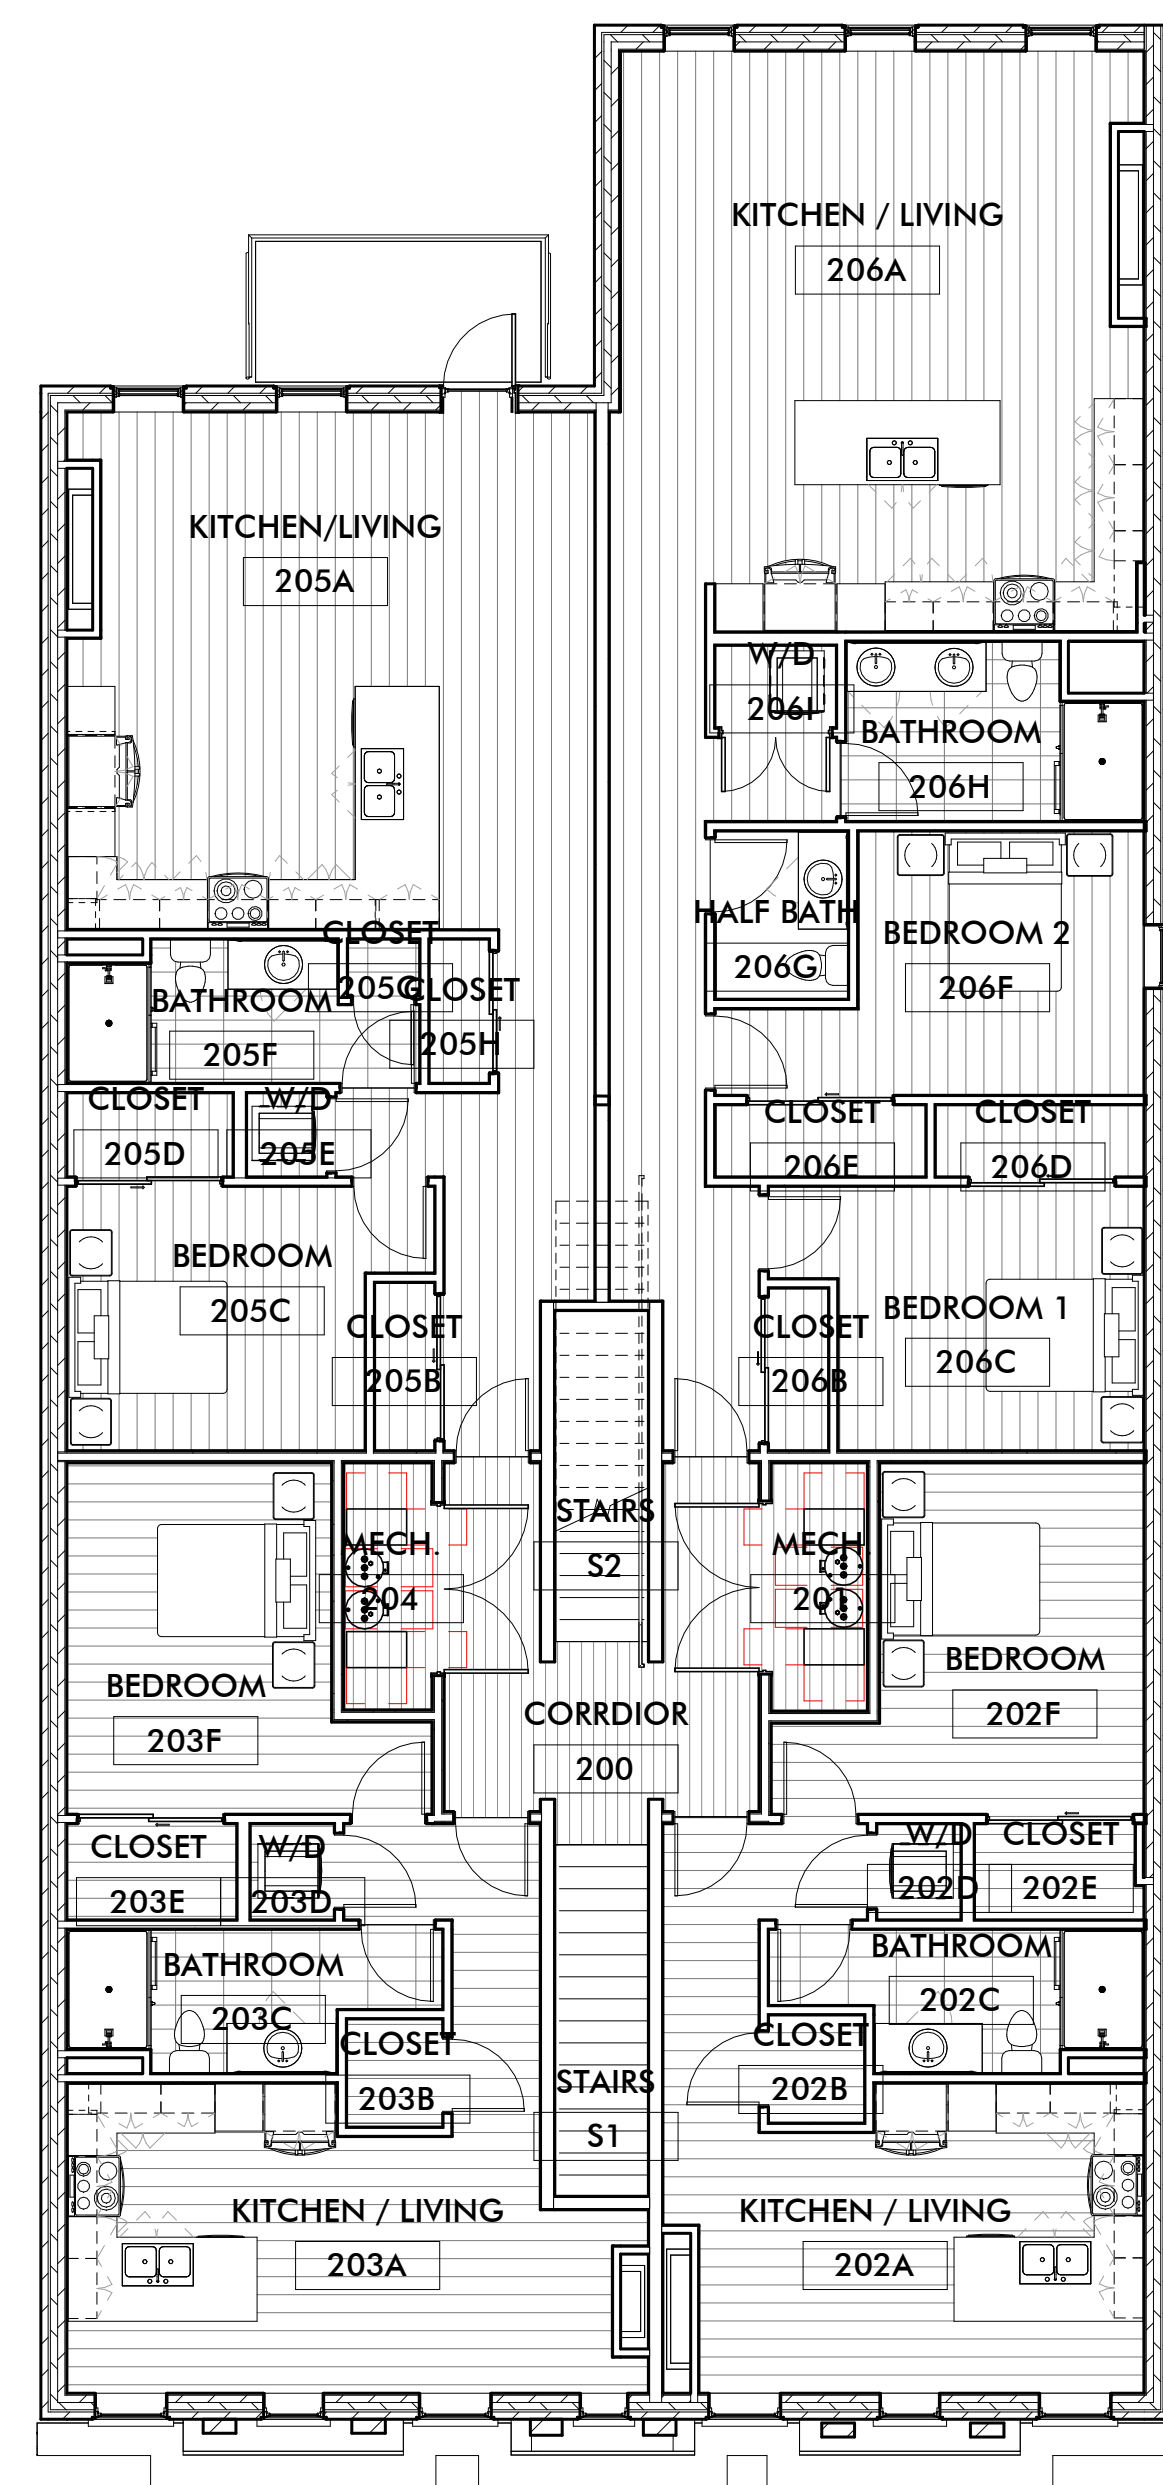 KITCHEN / LIVING
206A
KITCHEN/LIVING
205A
W/D
206I
BATHROOM
206H
HALF BATH
206G
BEDROOM 2
206F
CLOSET
205G
CLOSET
205H
BATHROOM
205F
CLOSET
205D
W/D
205E
CLOSET
206E
CLOSET
206D
BEDROOM
205C
CLOSET
205B
CLOSET
206B
BEDROOM 1
206C
STAIRS
S2
MECH.
204
MECH.
201
BEDROOM
203F
BEDROOM
202F
CORRDIOR
200
CLOSET
203E
W/D
203D
W/D
202D
CLOSET
202E
BATHROOM
203C
BATHROOM
202C
CLOSET
203B
CLOSET
202B
STAIRS
S1
KITCHEN / LIVING
203A
KITCHEN / LIVING
202A